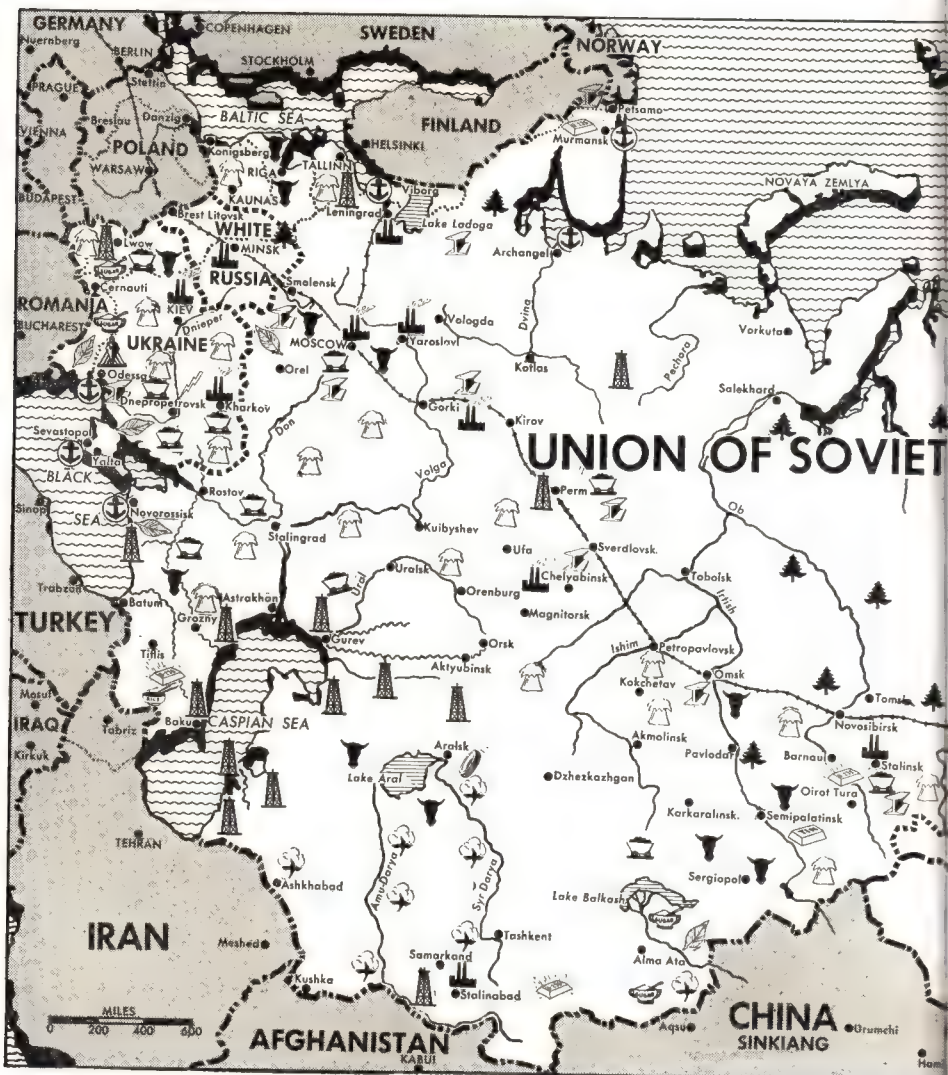 GERMANY
Nuernberg
COPENHAGEN
SWEDEN
NORWAY
BERLIN
STOCKHOLM
PRAGUE
Stettin
Petsamo
Breslau
Danzig
BALTIC SEA
FINLAND
Murmansk
VIENNA
POLAND
Konigsberg
TALLINN
HELSINKI
WARSAW
RIGA
BUDAPEST
KAUNAS
Viborg
NOVAYA ZEMLYA
Brest Litovsk
Leningrad
Lake Ladoga
WHITE
RUSSIA
Lwow
MINSK
Archangel
SUGAR
Cernauti
Smolensk
ROMANIA
KIEV
BUCHAREST
SUGAR
Dnieper
UKRAINE
MOSCOW
Yaroslavl
Vologda
Dvina
Pechora
Vorkuta
Kotlas
Odessa
Orel
Salekhard
Dnepropetrovsk
Kharkov
Gorki
Kirov
Don
Sevastopol
Volga
UNION OF SOVIET
Yalta
BLACK
SEA
Rostov
Perm
Sinop
Novorossisk
Ob
Stalingrad
Kuibyshev
Ufa
Sverdlovsk
Trabzon
Ural
Uralsk
Chelyabinsk
Tobolsk
TURKEY
Batum
Astrakhan
Orenburg
Magnitorsk
Irtish
Grozny
Gurev
Orsk
Ishim
Petropavlovsk
Tiflis
Aktyubinsk
Omsk
Kokchetav
Mosul
Tomsk
IRAQ
Tabriz
Baku
CASPIAN SEA
Novosibirsk
Kirkuk
Akmolinsk
Pavlodar
Barnaul
Stalinsk
Aralsk
Lake Aral
Dzhezkazhgan
Oirot Tura
Karkaralinsk
Semipalatinsk
TIN
TEHRAN
Amu Darya
Syr Darya
Ashkhabad
Sergiopol
Lake Balkash
SUGAR
IRAN
Meshed
Tashkent
Samarkand
Alma Ata
Kushka
Stalinabad
SUGAR
MILES
200 400 600
AFGHANISTAN
KABUL
Aqsu
CHINA
SINKIANG
Urumchi
Ham